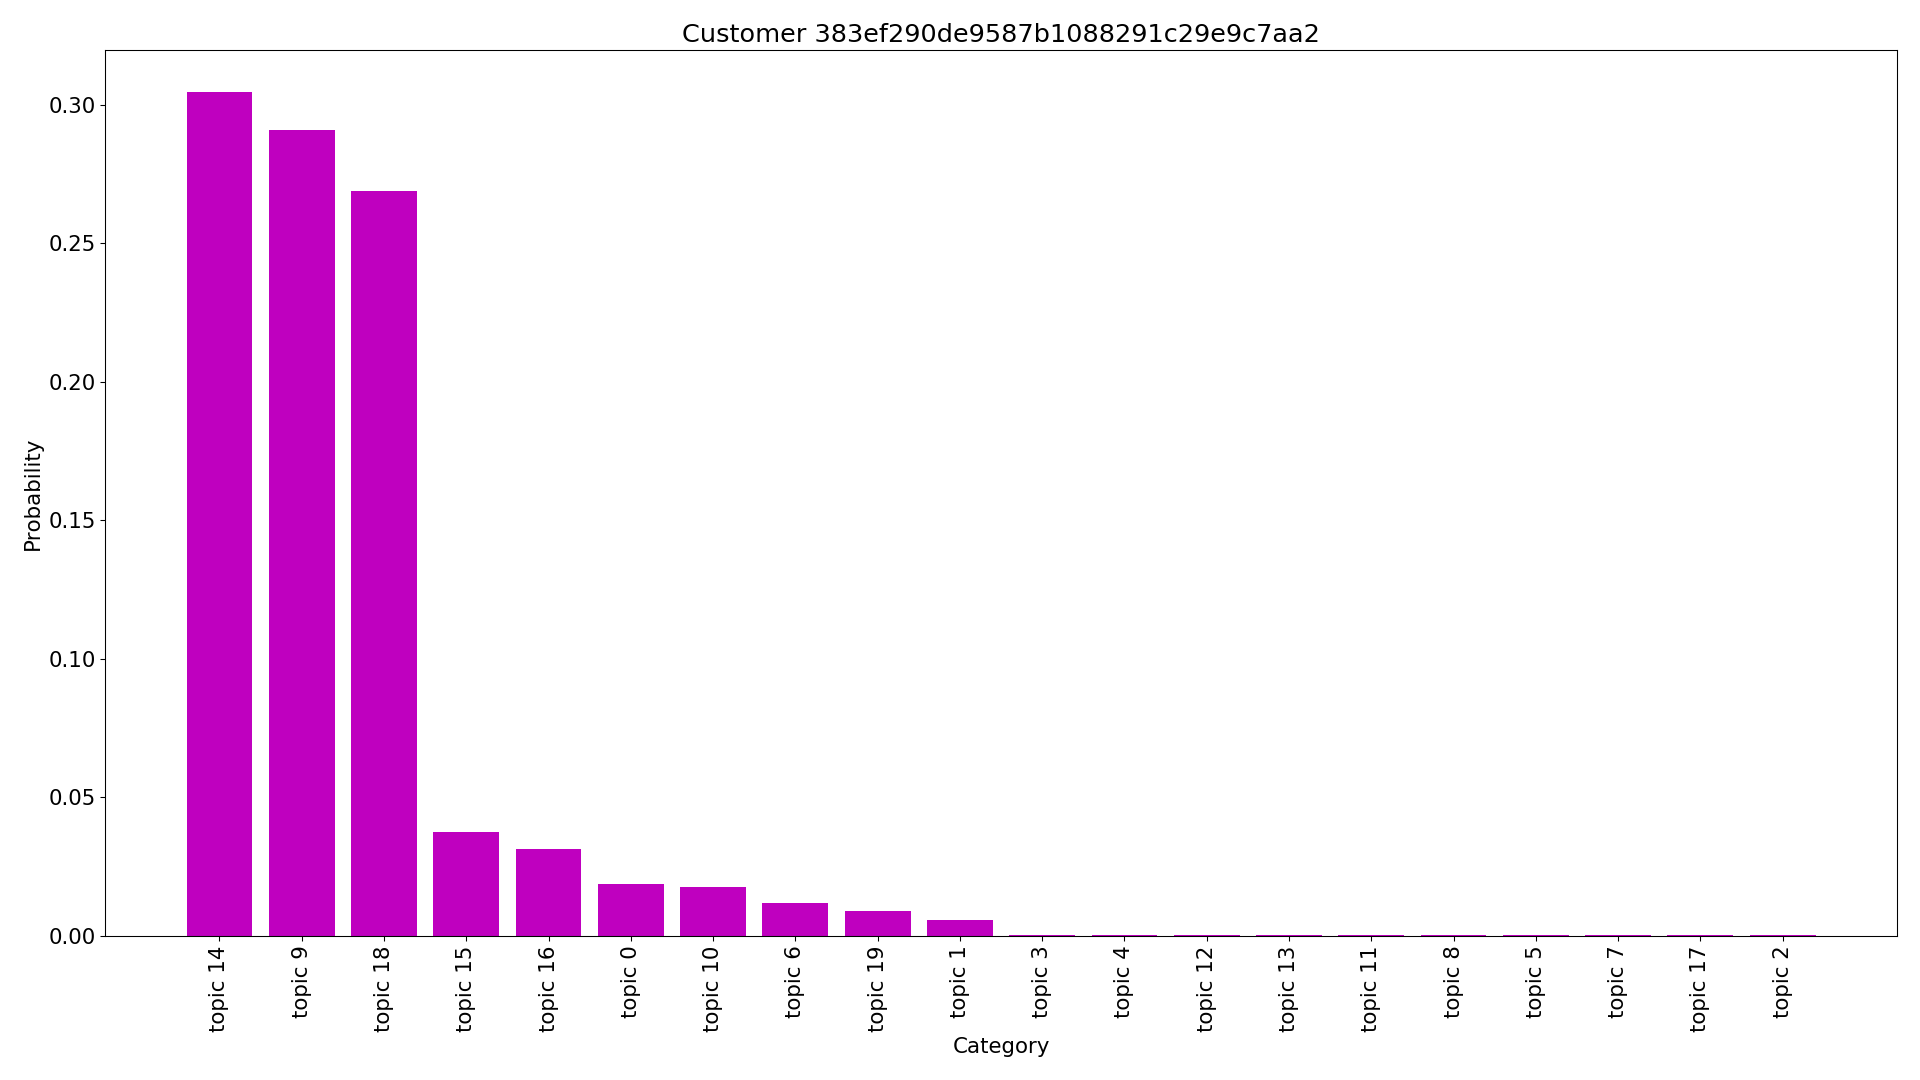 Customer 383ef290de9587b1088291c29e9c7aa2
Probability
0.30
0.25
0.20
0.15
0.10
0.05
0.00
topic 14
topic 9
topic 18
topic 15
topic 16
topic 0
topic 10
topic 6
topic 19
topic 1
topic 3
topic 4
topic 12
topic 13
topic 11
topic 8
topic 5
topic 7
topic 17
topic 2
Category